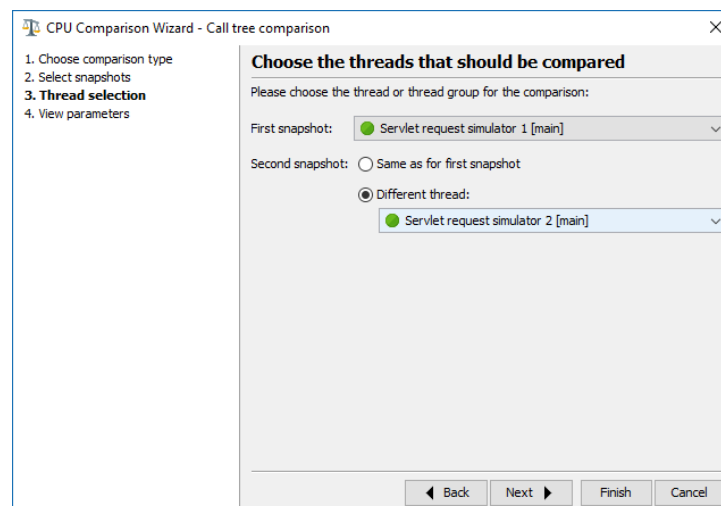 CPU Comparison Wizard - Call tree comparison
1. Choose comparison type
2. Select snapshots
3. Thread selection
4. View parameters
Choose the threads that should be compared
Please choose the thread or thread group for the comparison:
First snapshot: Servlet request simulator 1 [main]
Second snapshot: Same as for first snapshot
Different thread:
Servlet request simulator 2 [main]
Back Next Finish Cancel